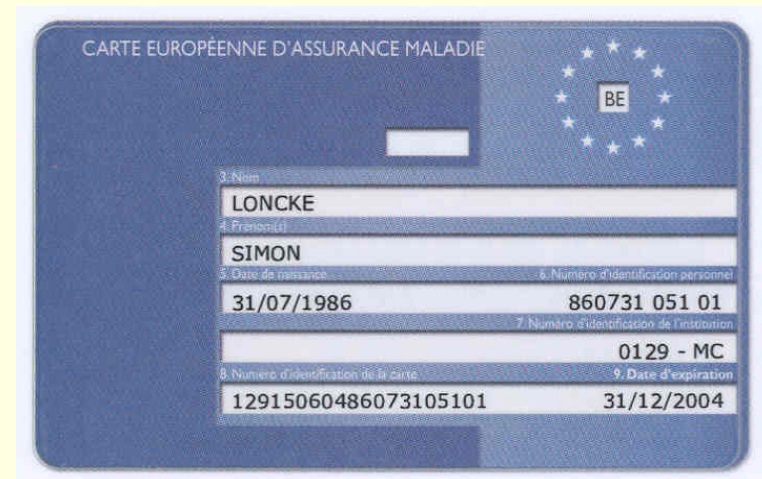 CARTE EUROPÉENNE D'ASSURANCE MALADIE
BE
3. Nom
LONCKE
4. Prénom(s)
SIMON
5. Date de naissance 6. Numéro d'identification personnel
31/07/1986 860731 051 01
7. Numéro d'identification de l'institution
0129 - MC
8. Numéro d'identification de la carte 9. Date d'expiration
12915060486073105101 31/12/2004